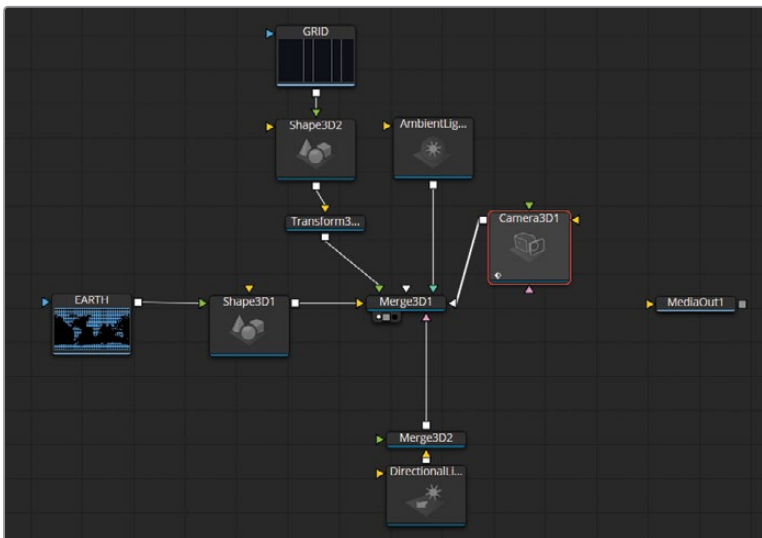 GRID
Shape3D2
AmbientLig...
Transform3...
Camera3D1
EARTH
Shape3D1
Merge3D1
MediaOut1
Merge3D2
DirectionalLi...